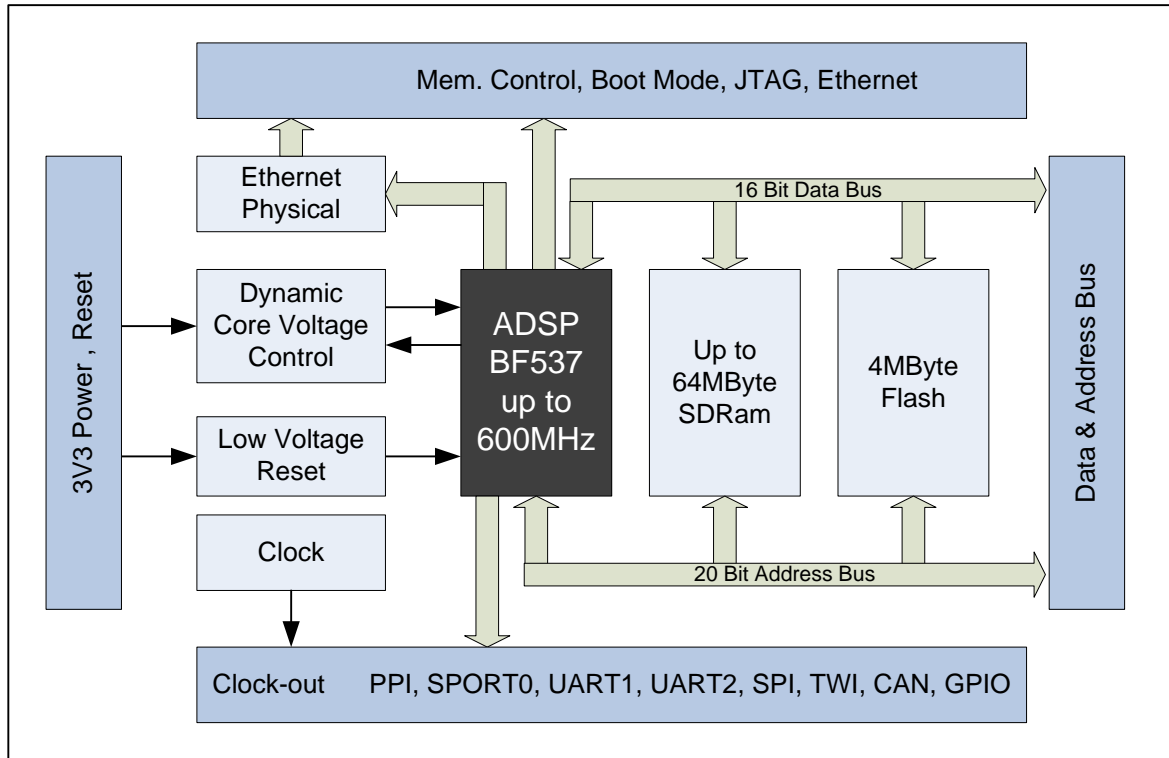 Mem. Control, Boot Mode, JTAG, Ethernet
3V3 Power , Reset
Ethernet
Physical
16 Bit Data Bus
Dynamic
Core Voltage
Control
ADSP
BF537
up to
600MHz
Up to
64MByte
SDRam
4MByte
Flash
Data & Address Bus
Low Voltage
Reset
Clock
20 Bit Address Bus
Clock-out PPI, SPORT0, UART1, UART2, SPI, TWI, CAN, GPIO